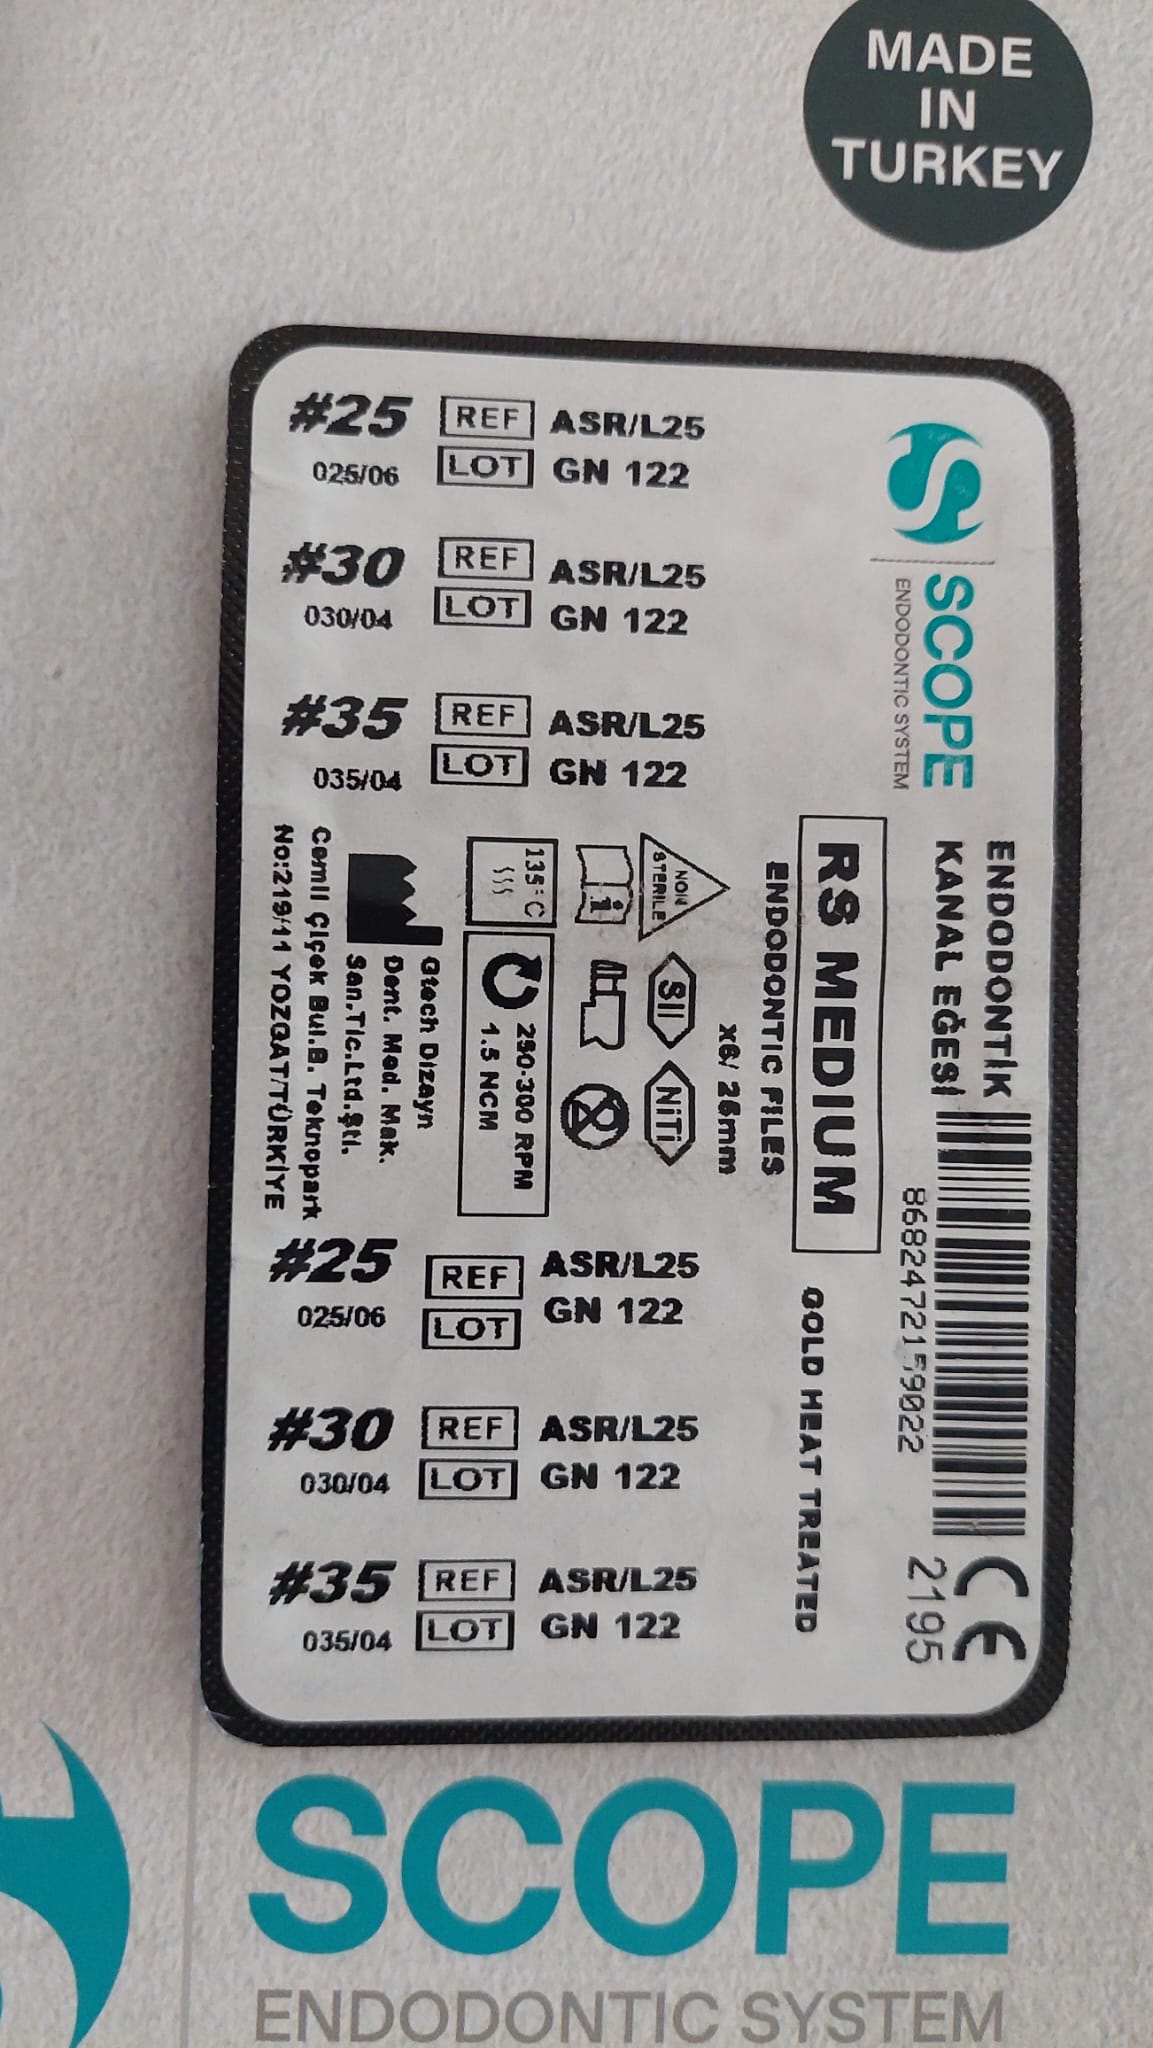 MADE
IN
TURKEY
#25 REF ASR/L25
025/06 LOT GN 122
#30 REF ASR/L25
030/04 LOT GN 122
#35 REF ASR/L25
035/04 LOT GN 122
SCOPE
ENDODONTIC SYSTEM
ENDODONTİK
KANAL EĞESİ
8682472159022
CE
2195
RS MEDIUM
GOLD HEAT TREATED
ENDODONTIC FILES
x6/ 25mm
NON
STERILE
SII
NiTi
135°C
250-300 RPM
1.5 NCM
Gtech Dizayn
Dent. Med. Mak.
San.Tic.Ltd.Şti.
Cemil Çiçek Bul.B. Teknopark
No:219/11 YOZGAT/TÜRKİYE
#25 REF ASR/L25
025/06 LOT GN 122
#30 REF ASR/L25
030/04 LOT GN 122
#35 REF ASR/L25
035/04 LOT GN 122
SCOPE
ENDODONTIC SYSTEM